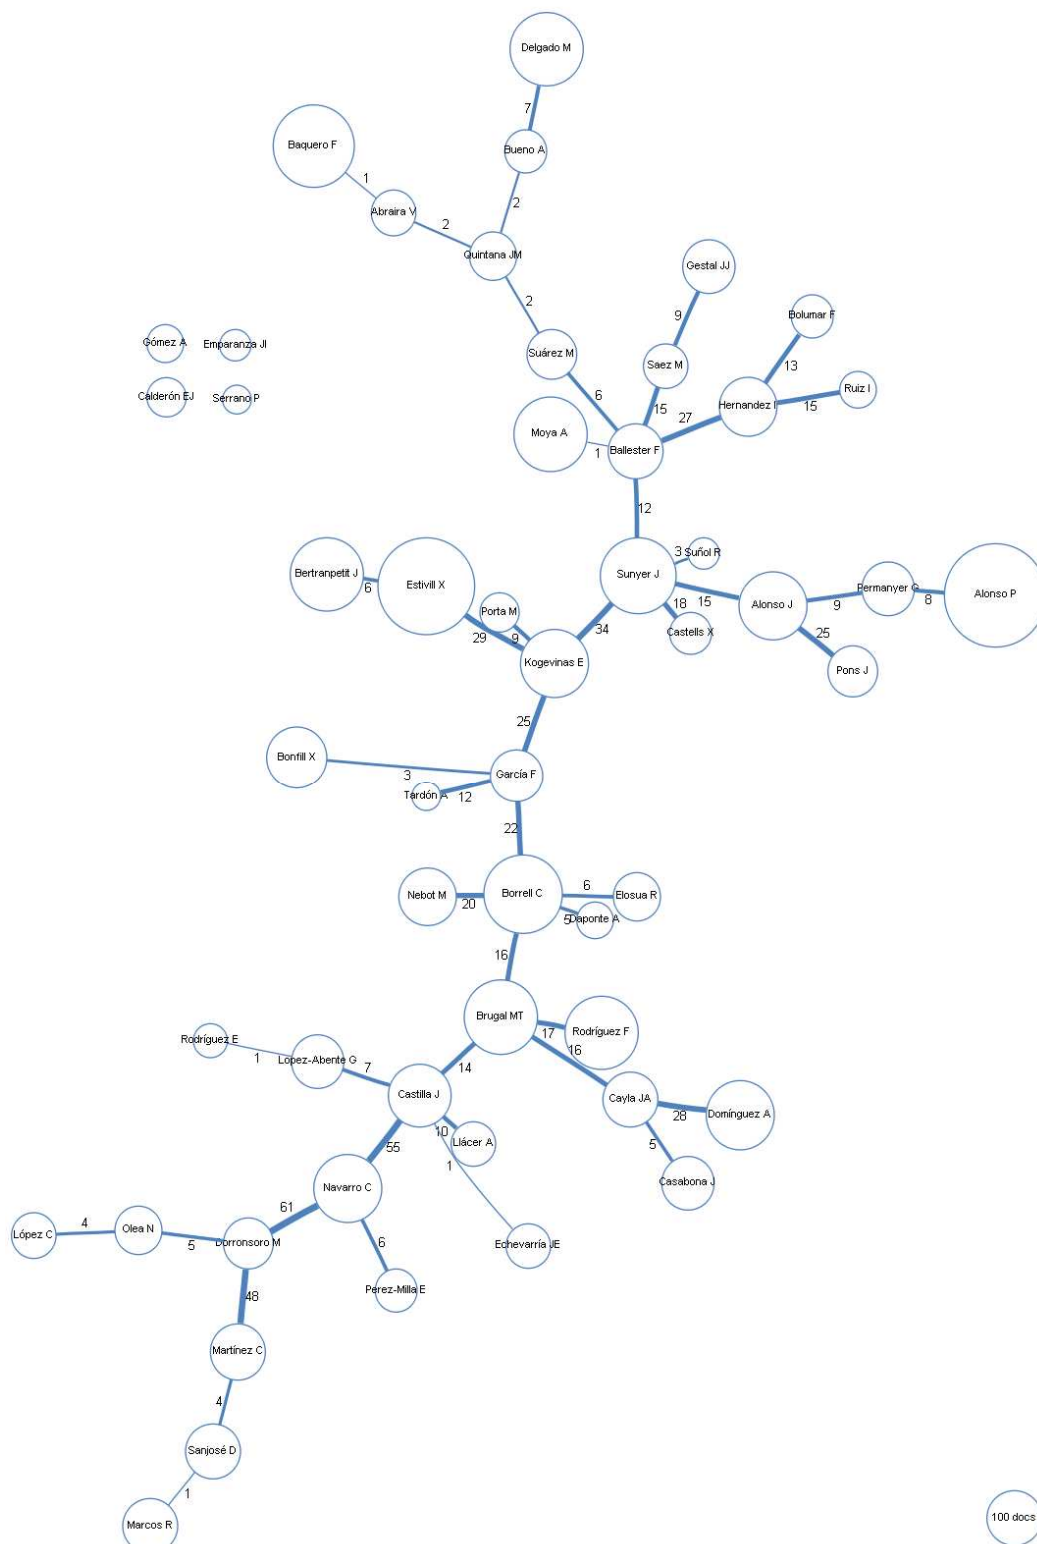 Delgado M
7
Baquero F
Bueno A
1
2
Abraira V
2
Quintana JM
Gestal JJ
2
9
Bolumar F
Gómez A
Emparanza JI
Suárez M
Saez M
13
Calderón EJ
Serrano P
6
15
27
Hernandez I
15
Ruiz I
Moya A
1
Ballester F
12
Bertranpetit J
6
Estivill X
Sunyer J
3
Suñol R
15
Alonso J
9
Permanyer G
8
Alonso P
Porta M
29
9
34
18
Castells X
25
Kogevinas E
Pons J
25
Bonfill X
3
García F
Tardón A
12
22
Nebot M
20
Borrell C
6
Elosua R
5
Daponte A
16
Brugal MT
17
Rodríguez F
Rodríguez E
1
López-Abente G
7
14
16
Castilla J
Cayla JA
28
Domínguez A
10
Llácer A
55
1
5
Navarro C
Casabona J
61
López C
4
Olea N
5
Dorronsoro M
6
Echevarría JE
48
Perez-Milla E
Martínez C
4
Sanjosé D
1
Marcos R
100 docs